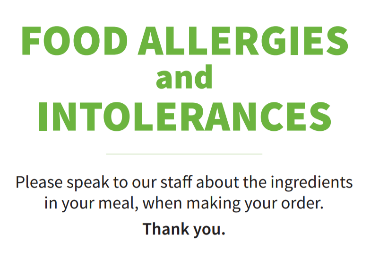 FOOD ALLERGIES
and
INTOLERANCES
Please speak to our staff about the ingredients
in your meal, when making your order.
Thank you.